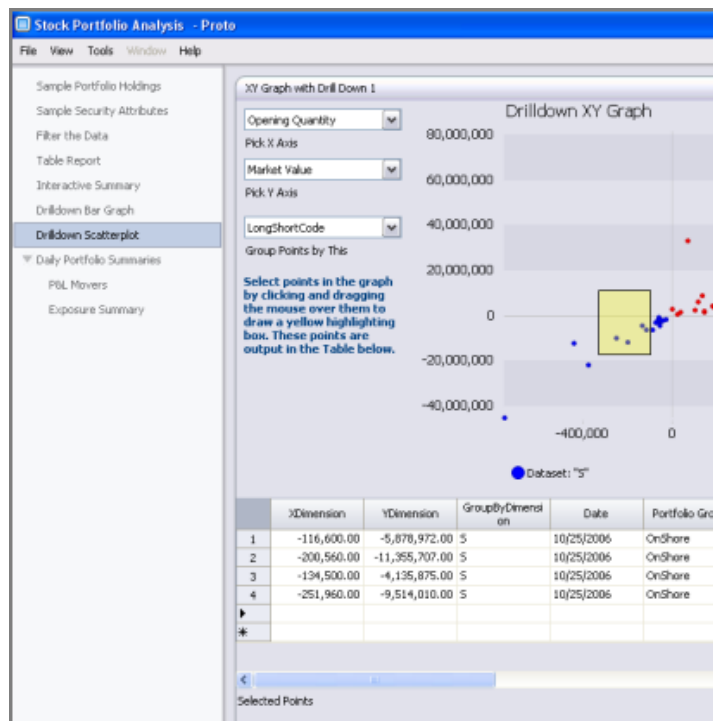 Stock Portfolio Analysis - Proto
File View Tools Window Help
Sample Portfolio Holdings
Sample Security Attributes
Filter the Data
Table Report
Interactive Summary
Drilldown Bar Graph
Drilldown Scatterplot
Daily Portfolio Summaries
P&L Movers
Exposure Summary
XY Graph with Drill Down 1
Opening Quantity
Pick X Axis
Market Value
Pick Y Axis
LongShortCode
Group Points by This
Select points in the graph
by clicking and dragging
the mouse over them to
draw a yellow highlighting
box. These points are
output in the Table below.
Drilldown XY Graph
80,000,000
60,000,000
40,000,000
20,000,000
0
-20,000,000
-40,000,000
-400,000 0
Dataset: "S"
XDimension YDimension GroupByDimensi
on Date Portfolio Gro
1 -116,600.00 -5,878,972.00 S 10/25/2006 OnShore
2 -200,560.00 -11,355,707.00 S 10/25/2006 OnShore
3 -134,500.00 -4,135,875.00 S 10/25/2006 OnShore
4 -251,960.00 -9,514,010.00 S 10/25/2006 OnShore
Selected Points